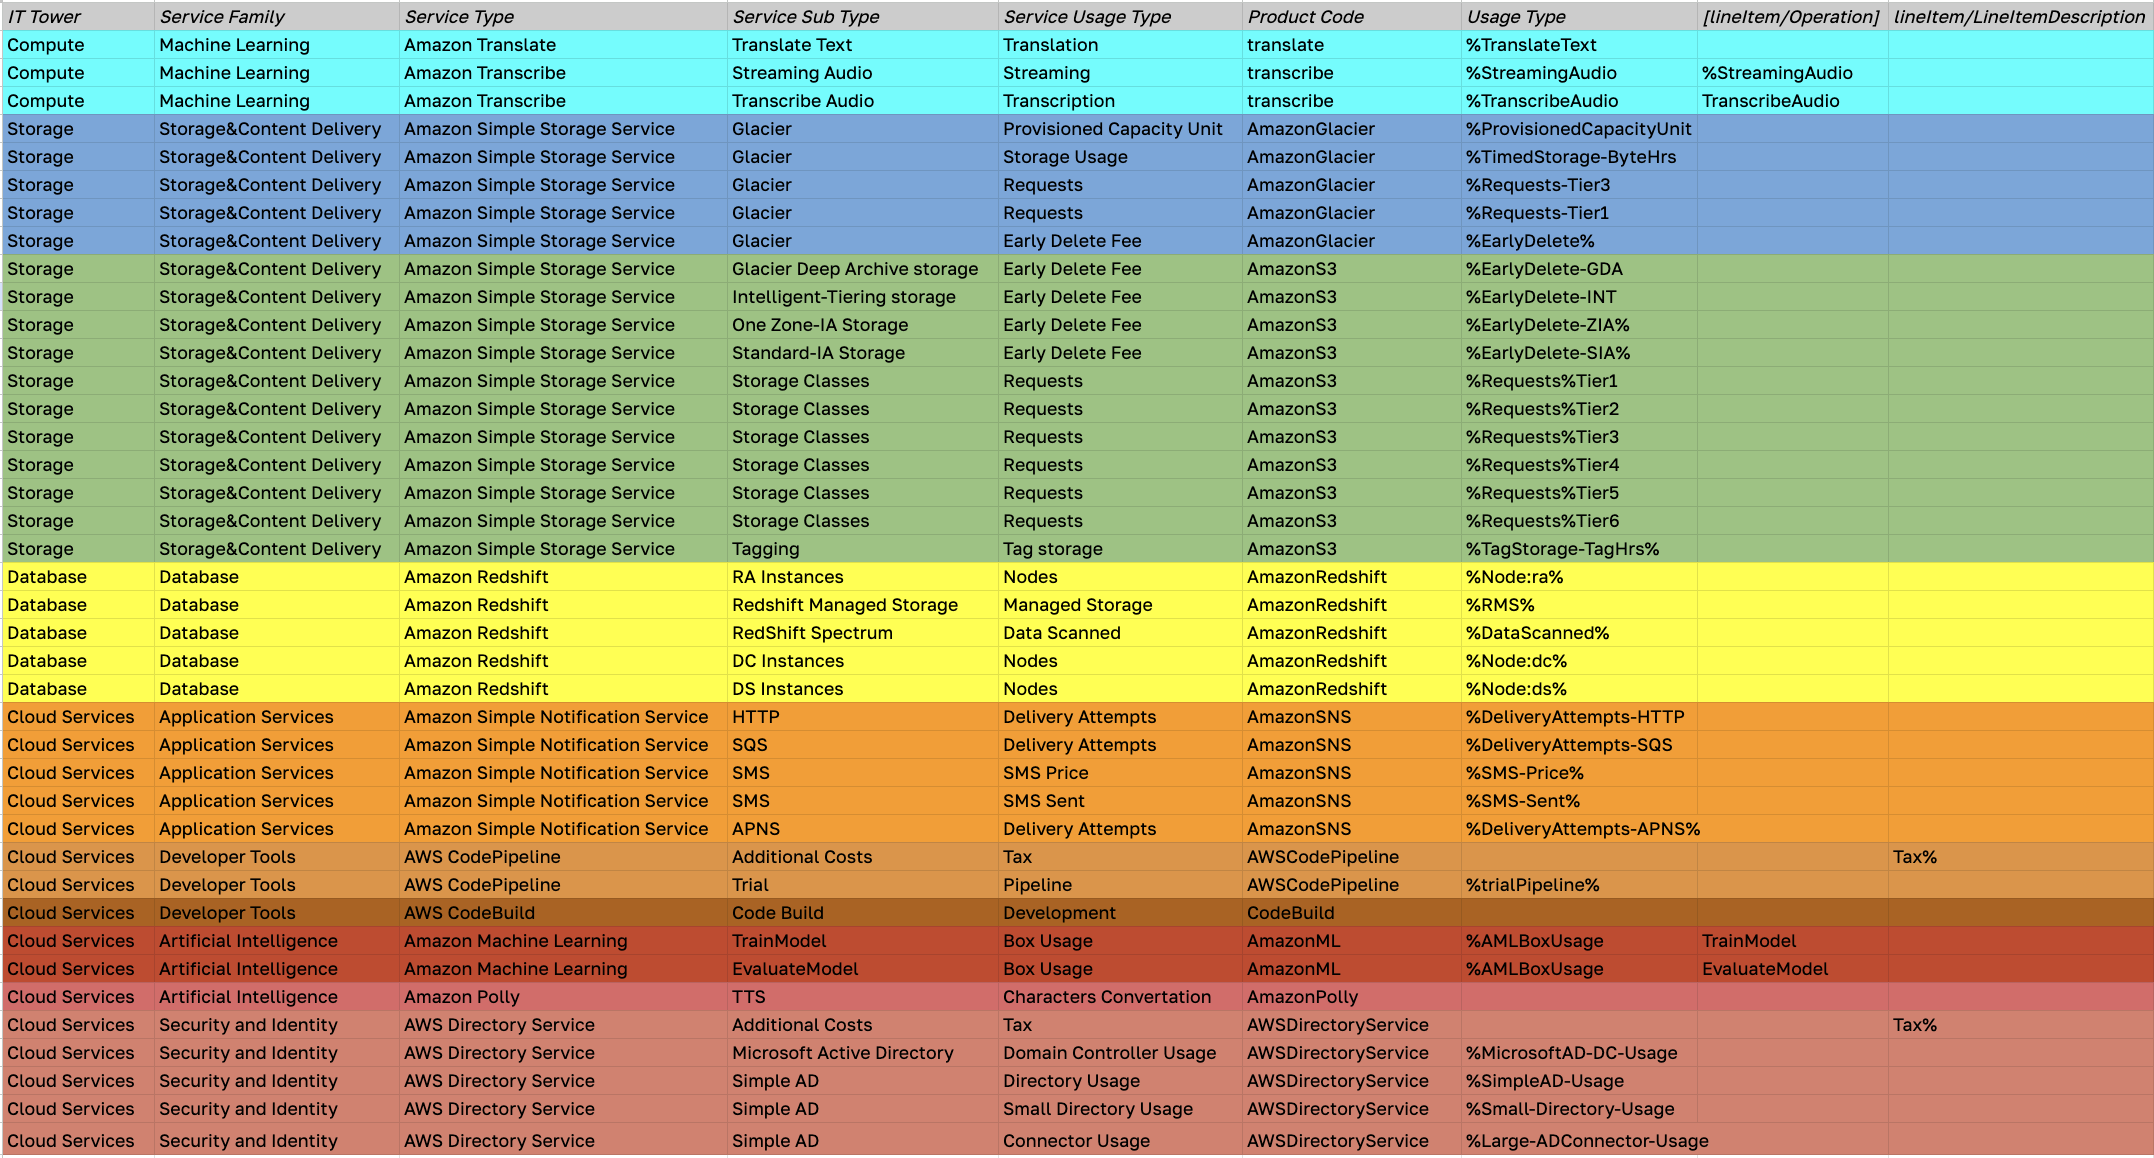 IT Tower Service Family Service Type Service Sub Type Service Usage Type Product Code Usage Type [lineItem/Operation] lineItem/LineItemDescription
Compute Machine Learning Amazon Translate Translate Text Translation translate %TranslateText
Compute Machine Learning Amazon Transcribe Streaming Audio Streaming transcribe %StreamingAudio %StreamingAudio
Compute Machine Learning Amazon Transcribe Transcribe Audio Transcription transcribe %TranscribeAudio TranscribeAudio
Storage Storage&Content Delivery Amazon Simple Storage Service Glacier Provisioned Capacity Unit AmazonGlacier %ProvisionedCapacityUnit
Storage Storage&Content Delivery Amazon Simple Storage Service Glacier Storage Usage AmazonGlacier %TimedStorage-ByteHrs
Storage Storage&Content Delivery Amazon Simple Storage Service Glacier Requests AmazonGlacier %Requests-Tier3
Storage Storage&Content Delivery Amazon Simple Storage Service Glacier Requests AmazonGlacier %Requests-Tier1
Storage Storage&Content Delivery Amazon Simple Storage Service Glacier Early Delete Fee AmazonGlacier %EarlyDelete%
Storage Storage&Content Delivery Amazon Simple Storage Service Glacier Deep Archive storage Early Delete Fee AmazonS3 %EarlyDelete-GDA
Storage Storage&Content Delivery Amazon Simple Storage Service Intelligent-Tiering storage Early Delete Fee AmazonS3 %EarlyDelete-INT
Storage Storage&Content Delivery Amazon Simple Storage Service One Zone-IA Storage Early Delete Fee AmazonS3 %EarlyDelete-ZIA%
Storage Storage&Content Delivery Amazon Simple Storage Service Standard-IA Storage Early Delete Fee AmazonS3 %EarlyDelete-SIA%
Storage Storage&Content Delivery Amazon Simple Storage Service Storage Classes Requests AmazonS3 %Requests%Tier1
Storage Storage&Content Delivery Amazon Simple Storage Service Storage Classes Requests AmazonS3 %Requests%Tier2
Storage Storage&Content Delivery Amazon Simple Storage Service Storage Classes Requests AmazonS3 %Requests%Tier3
Storage Storage&Content Delivery Amazon Simple Storage Service Storage Classes Requests AmazonS3 %Requests%Tier4
Storage Storage&Content Delivery Amazon Simple Storage Service Storage Classes Requests AmazonS3 %Requests%Tier5
Storage Storage&Content Delivery Amazon Simple Storage Service Storage Classes Requests AmazonS3 %Requests%Tier6
Storage Storage&Content Delivery Amazon Simple Storage Service Tagging Tag storage AmazonS3 %TagStorage-TagHrs%
Database Database Amazon Redshift RA Instances Nodes AmazonRedshift %Node:ra%
Database Database Amazon Redshift Redshift Managed Storage Managed Storage AmazonRedshift %RMS%
Database Database Amazon Redshift RedShift Spectrum Data Scanned AmazonRedshift %DataScanned%
Database Database Amazon Redshift DC Instances Nodes AmazonRedshift %Node:dc%
Database Database Amazon Redshift DS Instances Nodes AmazonRedshift %Node:ds%
Cloud Services Application Services Amazon Simple Notification Service HTTP Delivery Attempts AmazonSNS %DeliveryAttempts-HTTP
Cloud Services Application Services Amazon Simple Notification Service SQS Delivery Attempts AmazonSNS %DeliveryAttempts-SQS
Cloud Services Application Services Amazon Simple Notification Service SMS SMS Price AmazonSNS %SMS-Price%
Cloud Services Application Services Amazon Simple Notification Service SMS SMS Sent AmazonSNS %SMS-Sent%
Cloud Services Application Services Amazon Simple Notification Service APNS Delivery Attempts AmazonSNS %DeliveryAttempts-APNS%
Cloud Services Developer Tools AWS CodePipeline Additional Costs Tax AWSCodePipeline Tax%
Cloud Services Developer Tools AWS CodePipeline Trial Pipeline AWSCodePipeline %trialPipeline%
Cloud Services Developer Tools AWS CodeBuild Code Build Development CodeBuild
Cloud Services Artificial Intelligence Amazon Machine Learning TrainModel Box Usage AmazonML %AMLBoxUsage TrainModel
Cloud Services Artificial Intelligence Amazon Machine Learning EvaluateModel Box Usage AmazonML %AMLBoxUsage EvaluateModel
Cloud Services Artificial Intelligence Amazon Polly TTS Characters Convertation AmazonPolly
Cloud Services Security and Identity AWS Directory Service Additional Costs Tax AWSDirectoryService Tax%
Cloud Services Security and Identity AWS Directory Service Microsoft Active Directory Domain Controller Usage AWSDirectoryService %MicrosoftAD-DC-Usage
Cloud Services Security and Identity AWS Directory Service Simple AD Directory Usage AWSDirectoryService %SimpleAD-Usage
Cloud Services Security and Identity AWS Directory Service Simple AD Small Directory Usage AWSDirectoryService %Small-Directory-Usage
Cloud Services Security and Identity AWS Directory Service Simple AD Connector Usage AWSDirectoryService %Large-ADConnector-Usage